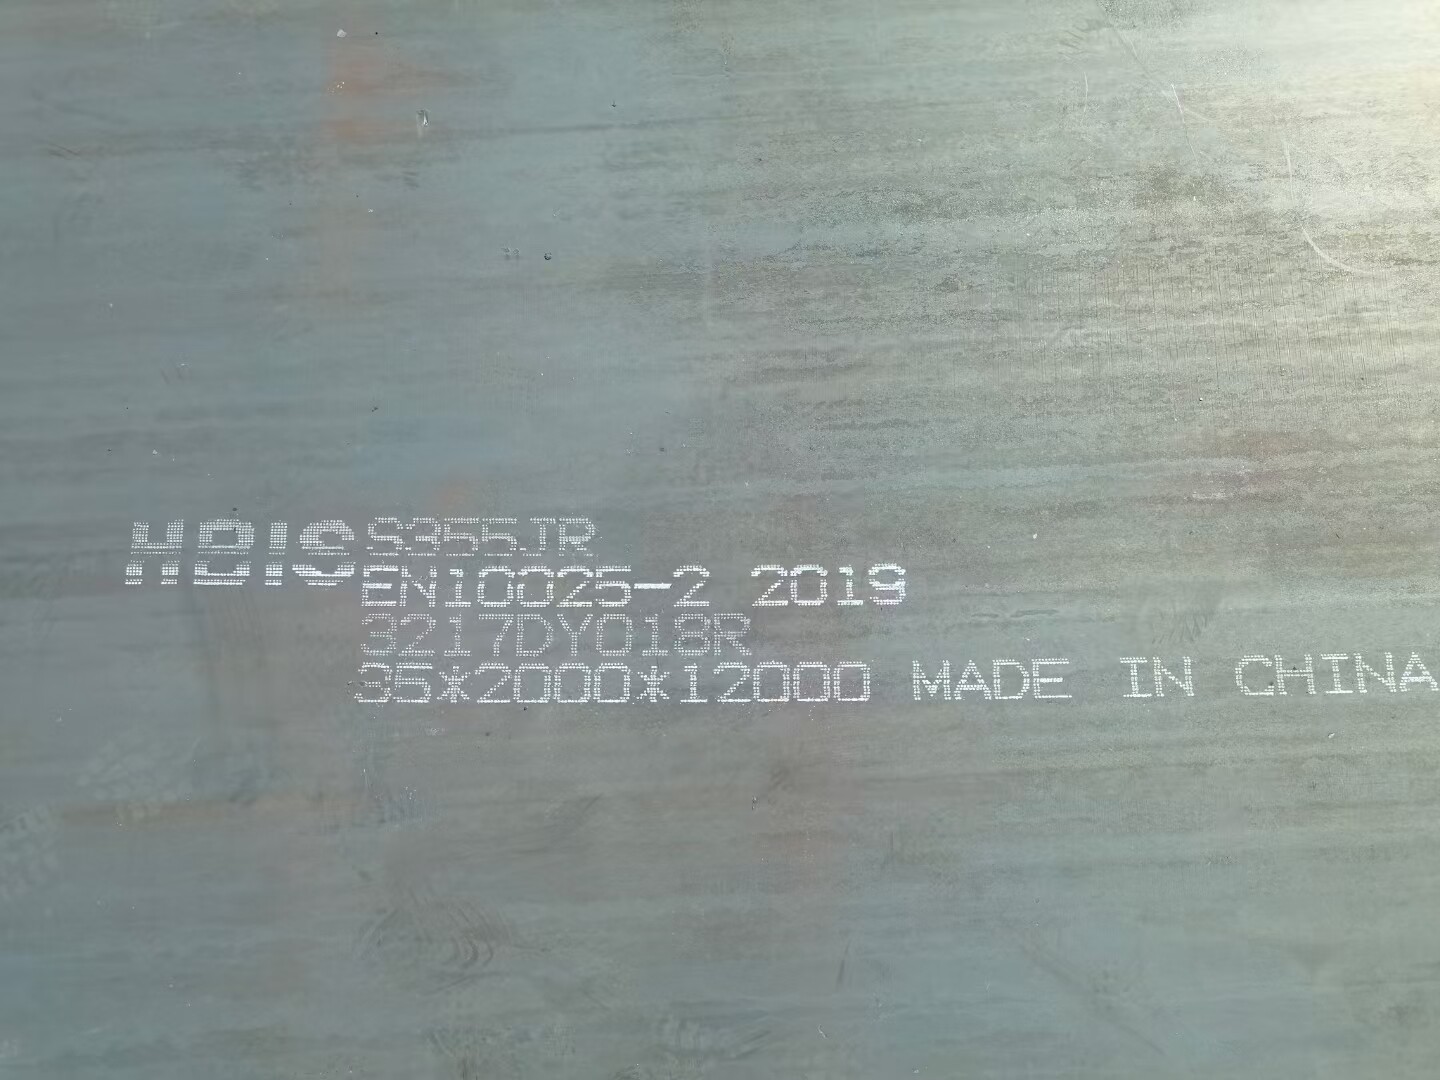 HBIS S355JR
EN10025-2 2019
3217DY018R
35*2000*12000 MADE IN CHINA